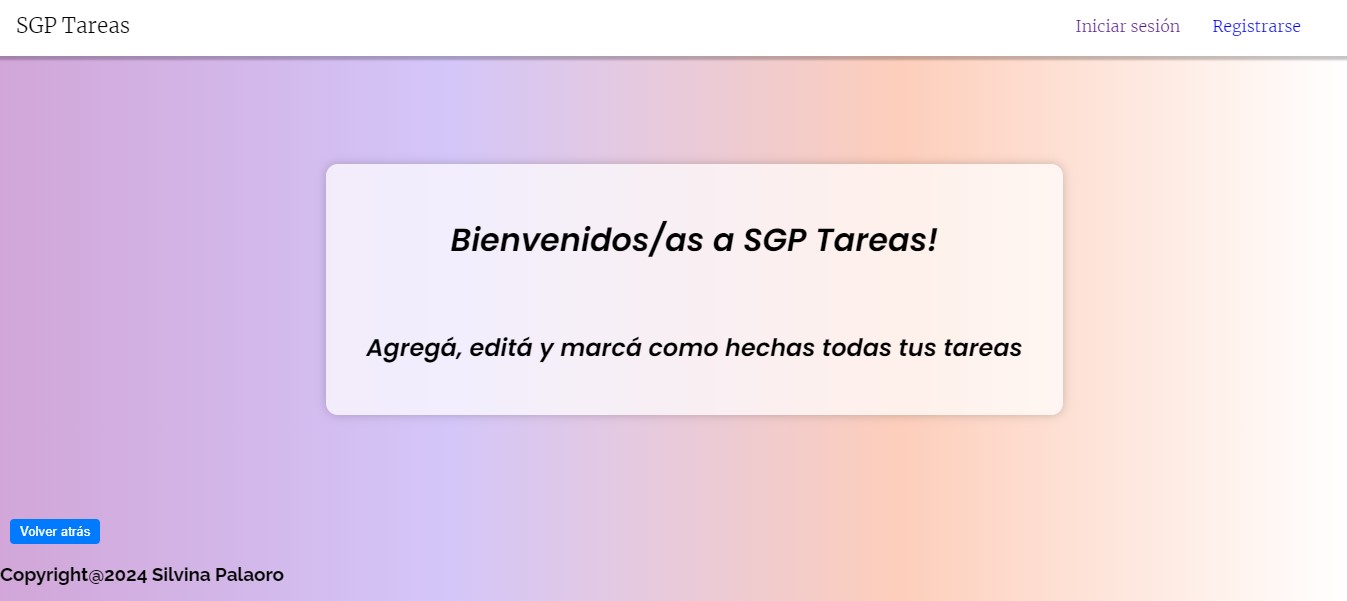 SGP Tareas
Iniciar sesión
Registrarse
Bienvenidos/as a SGP Tareas!
Agregá, editá y marcá como hechas todas tus tareas
Volver atrás
Copyright@2024 Silvina Palaoro